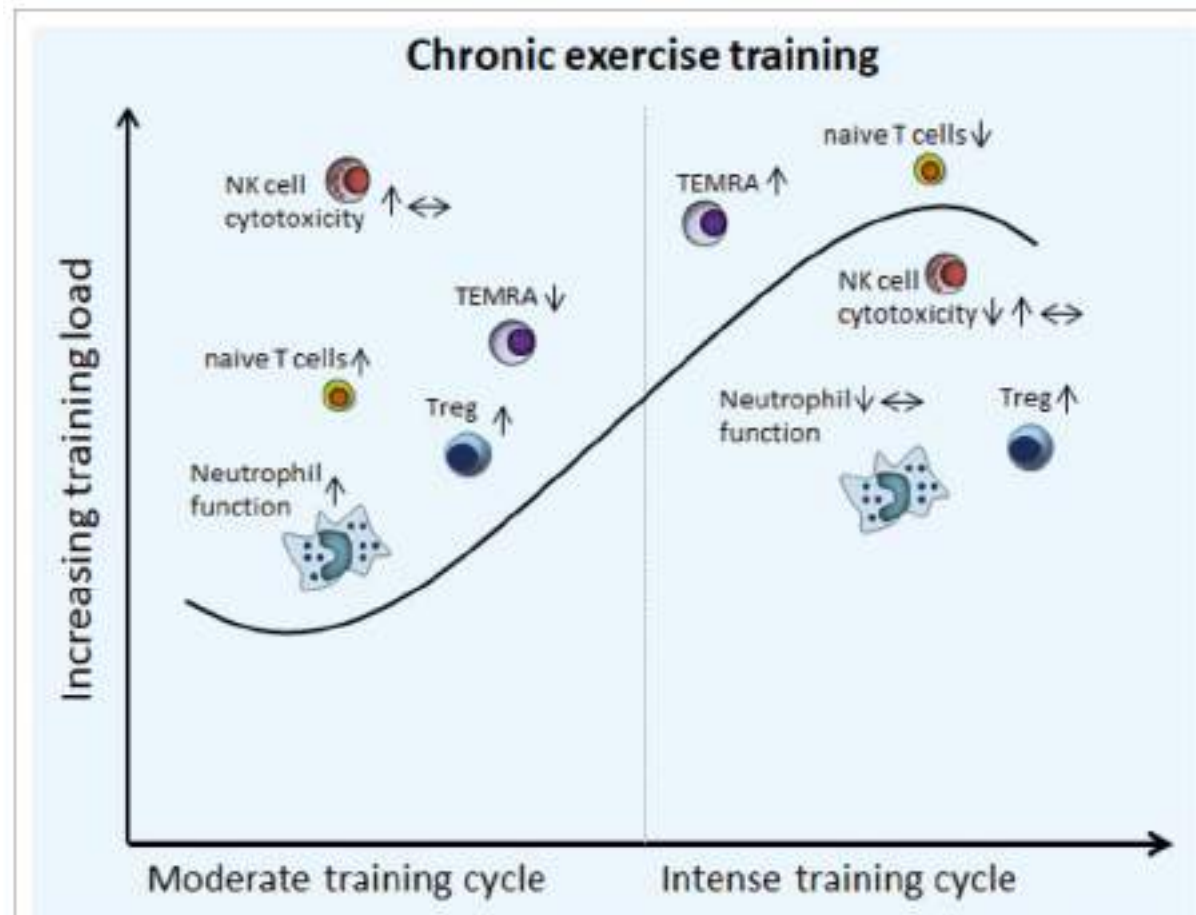 Chronic exercise training
Increasing training load
NK cell
cytotoxicity ↑ ↔
TEMRA ↓
naive T cells ↑
Treg ↑
Neutrophil ↑
function
TEMRA ↑
naive T cells ↓
NK cell
cytotoxicity ↓ ↑ ↔
Neutrophil ↓ ↔
function
Treg ↑
Moderate training cycle
Intense training cycle